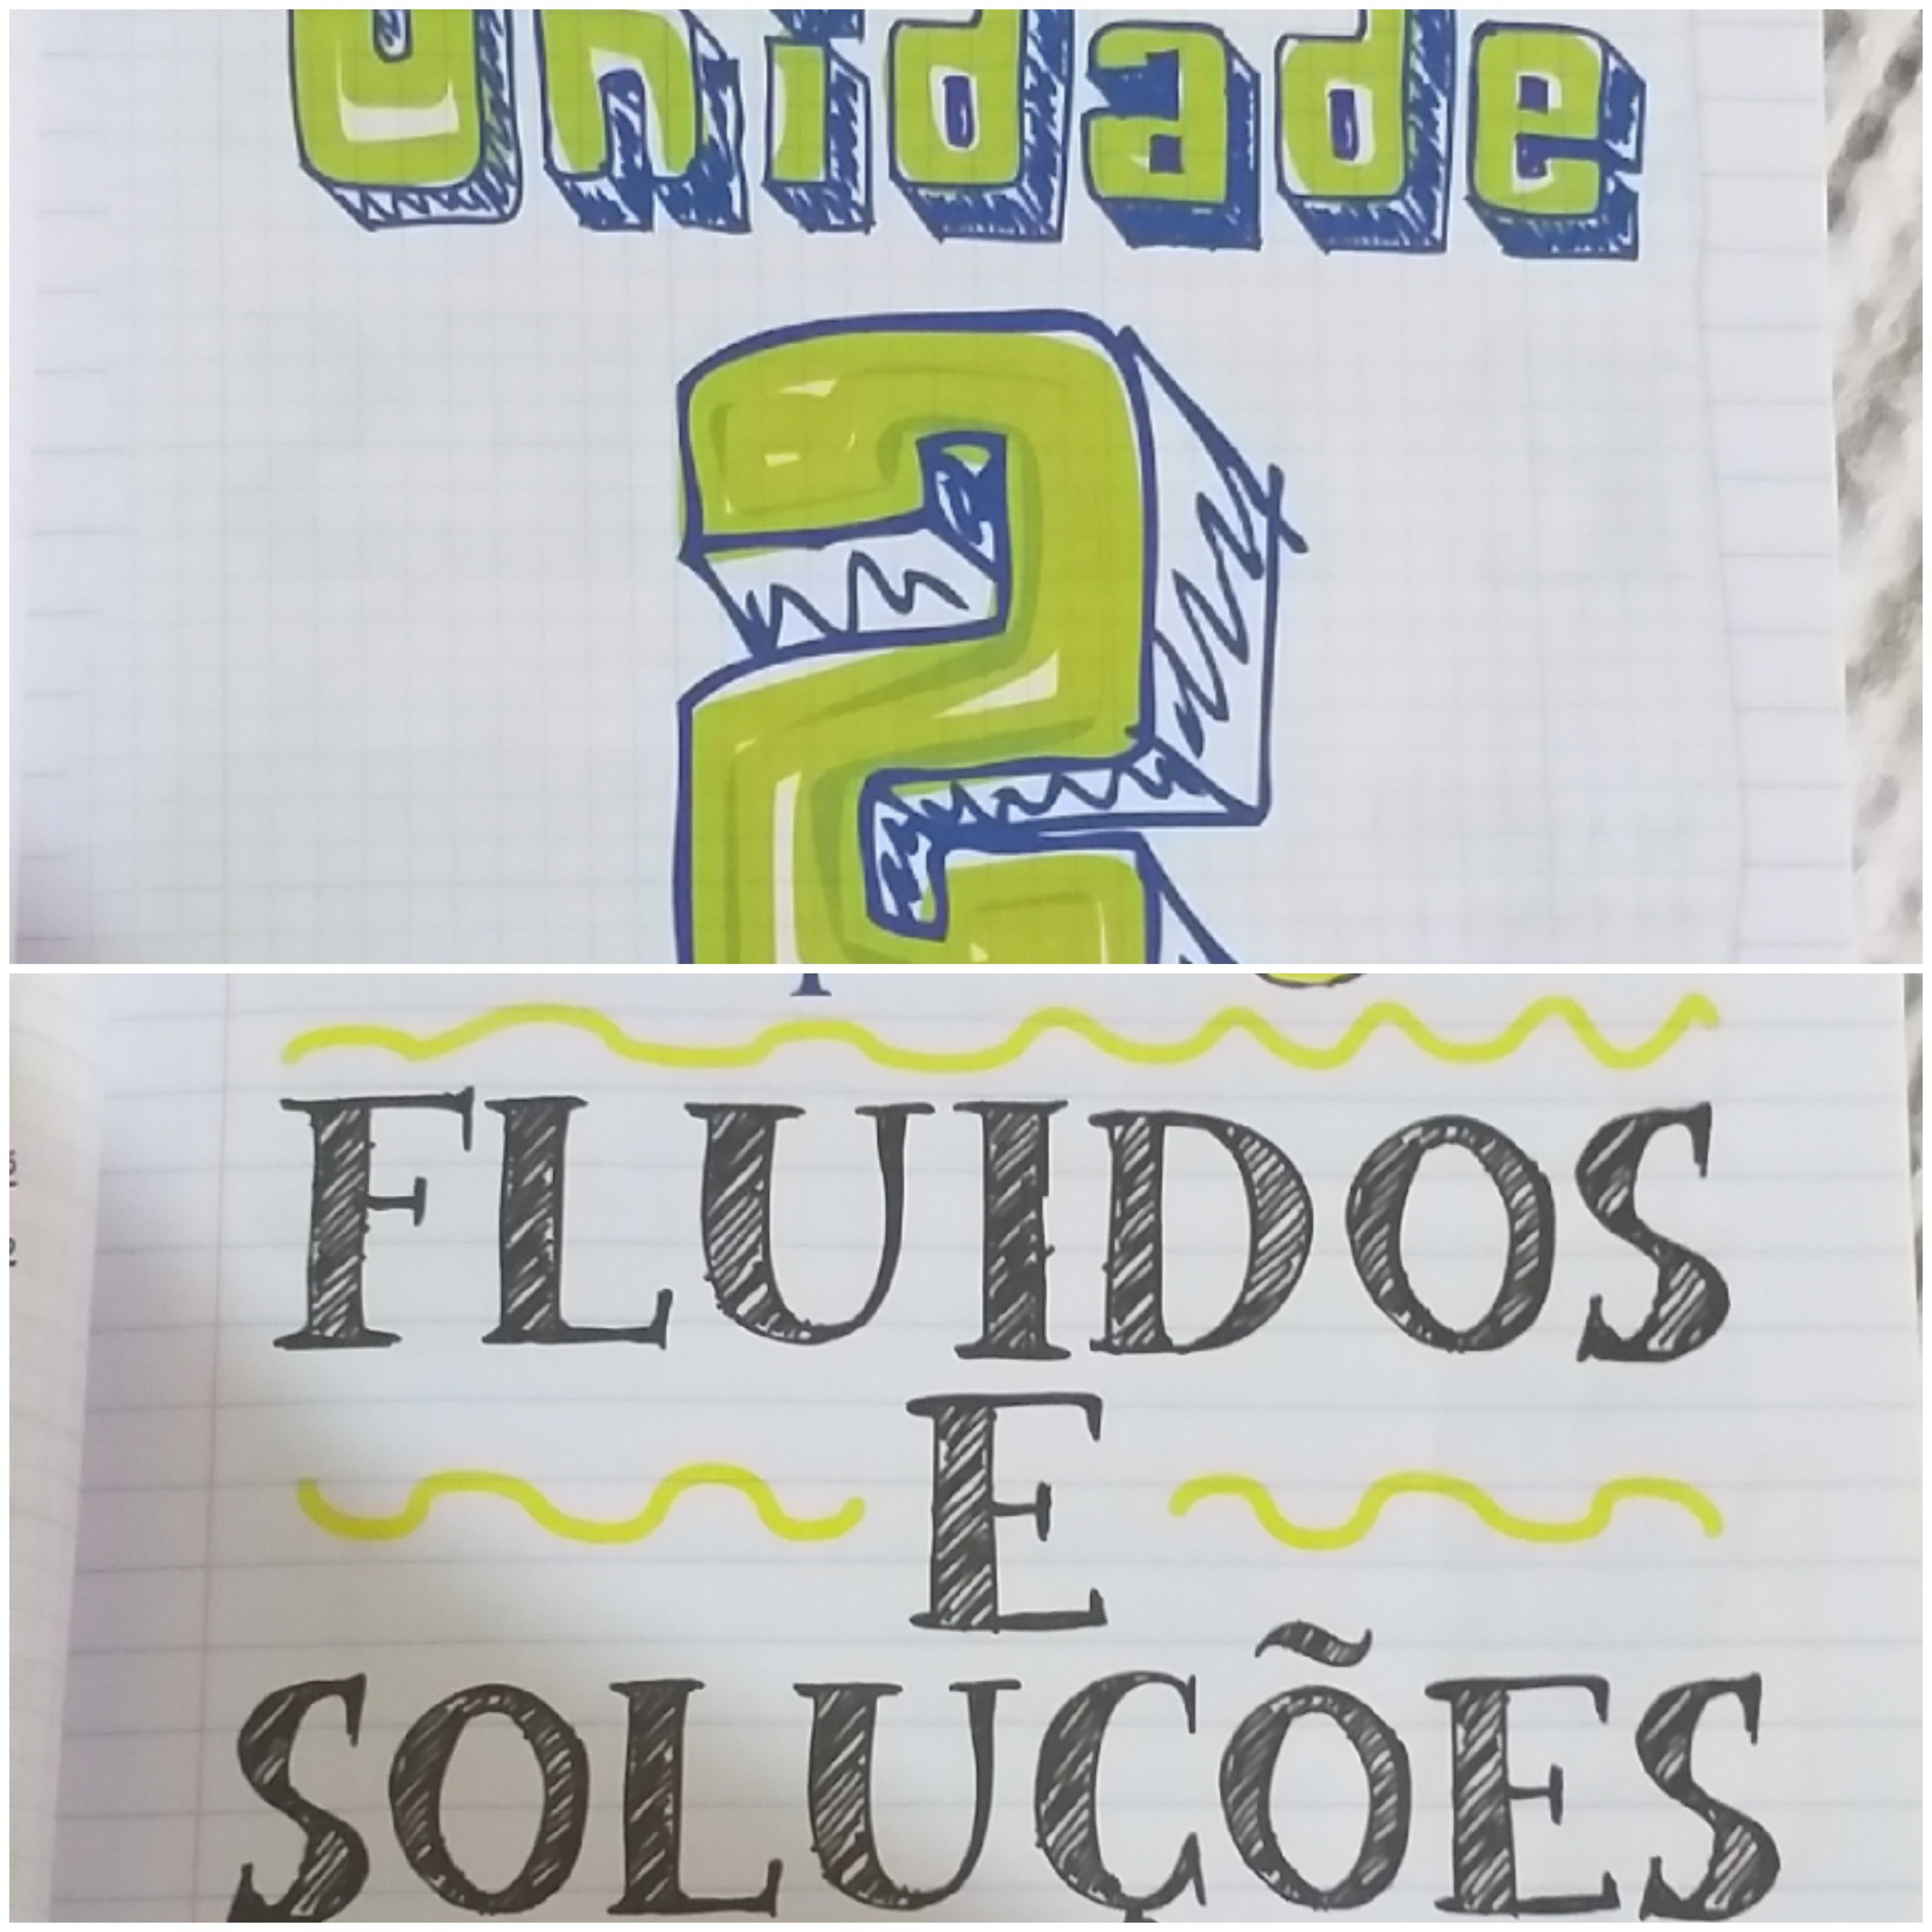 Unidade
2
FLUIDOS
E
SOLUÇÕES